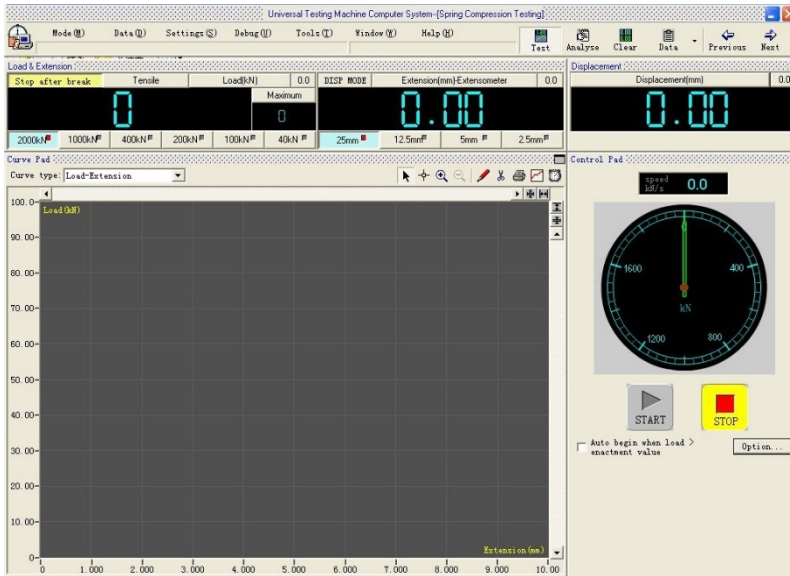 Universal Testing Machine Computer System-[Spring Compression Testing]
Mode(M) Data(D) Settings(S) Debug(U) Tools(T) Window(W) Help(H)
Test Analyse Clear Data Previous Next
Load & Extension
Stop after break Tensile Load(kN) 0.0 DISP MODE Extension(mm)-Extensometer 0.0
0 Maximum 0 0.00
2000kN 1000kN 400kN 200kN 100kN 40kN 25mm 12.5mm 5mm 2.5mm
Displacement
Displacement(mm) 0.0
0.00
Curve Pad
Curve type: Load-Extension
Load(kN)
100.0
90.00
80.00
70.00
60.00
50.00
40.00
30.00
20.00
10.00
0
Extension(mm)
0 1.000 2.000 3.000 4.000 5.000 6.000 7.000 8.000 9.000 10.00
Control Pad
speed
kN/s 0.0
0
1600 400
kN
1200 800
START STOP
Auto begin when load >
enactment value
Option...